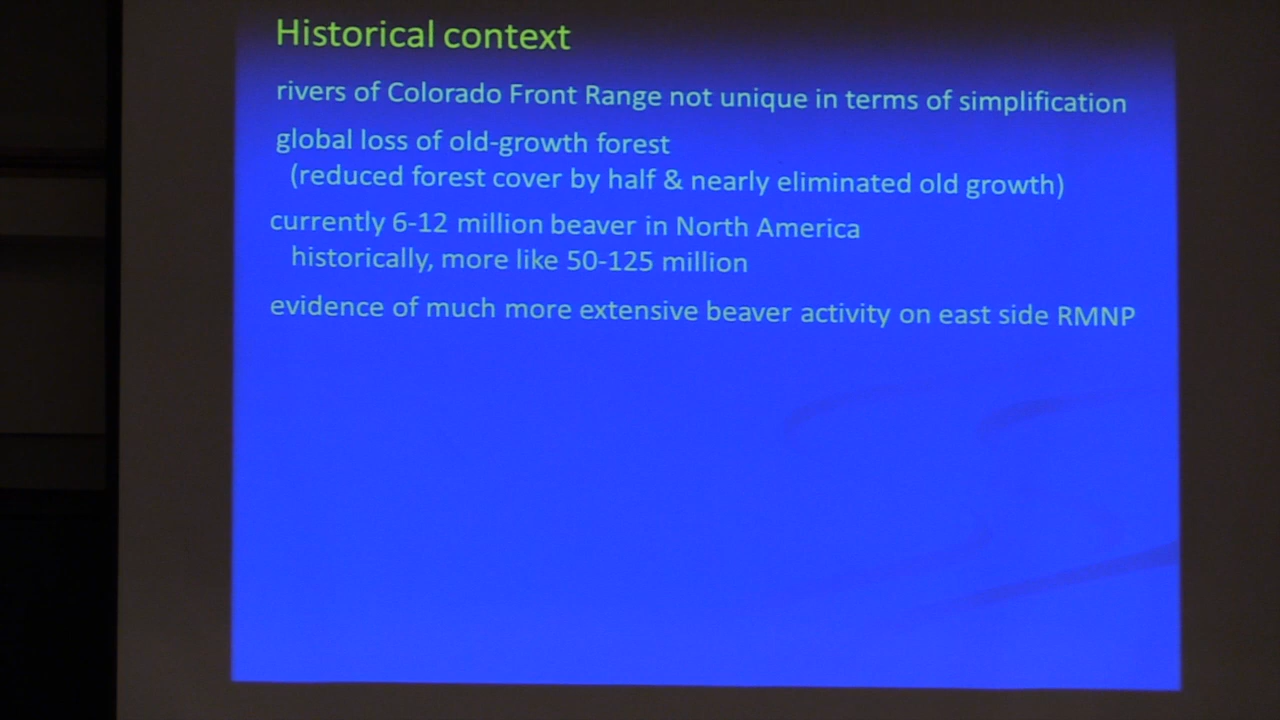 Historical context
rivers of Colorado Front Range not unique in terms of simplification
global loss of old-growth forest
(reduced forest cover by half & nearly eliminated old growth)
currently 6-12 million beaver in North America
historically, more like 50-125 million
evidence of much more extensive beaver activity on east side RMNP